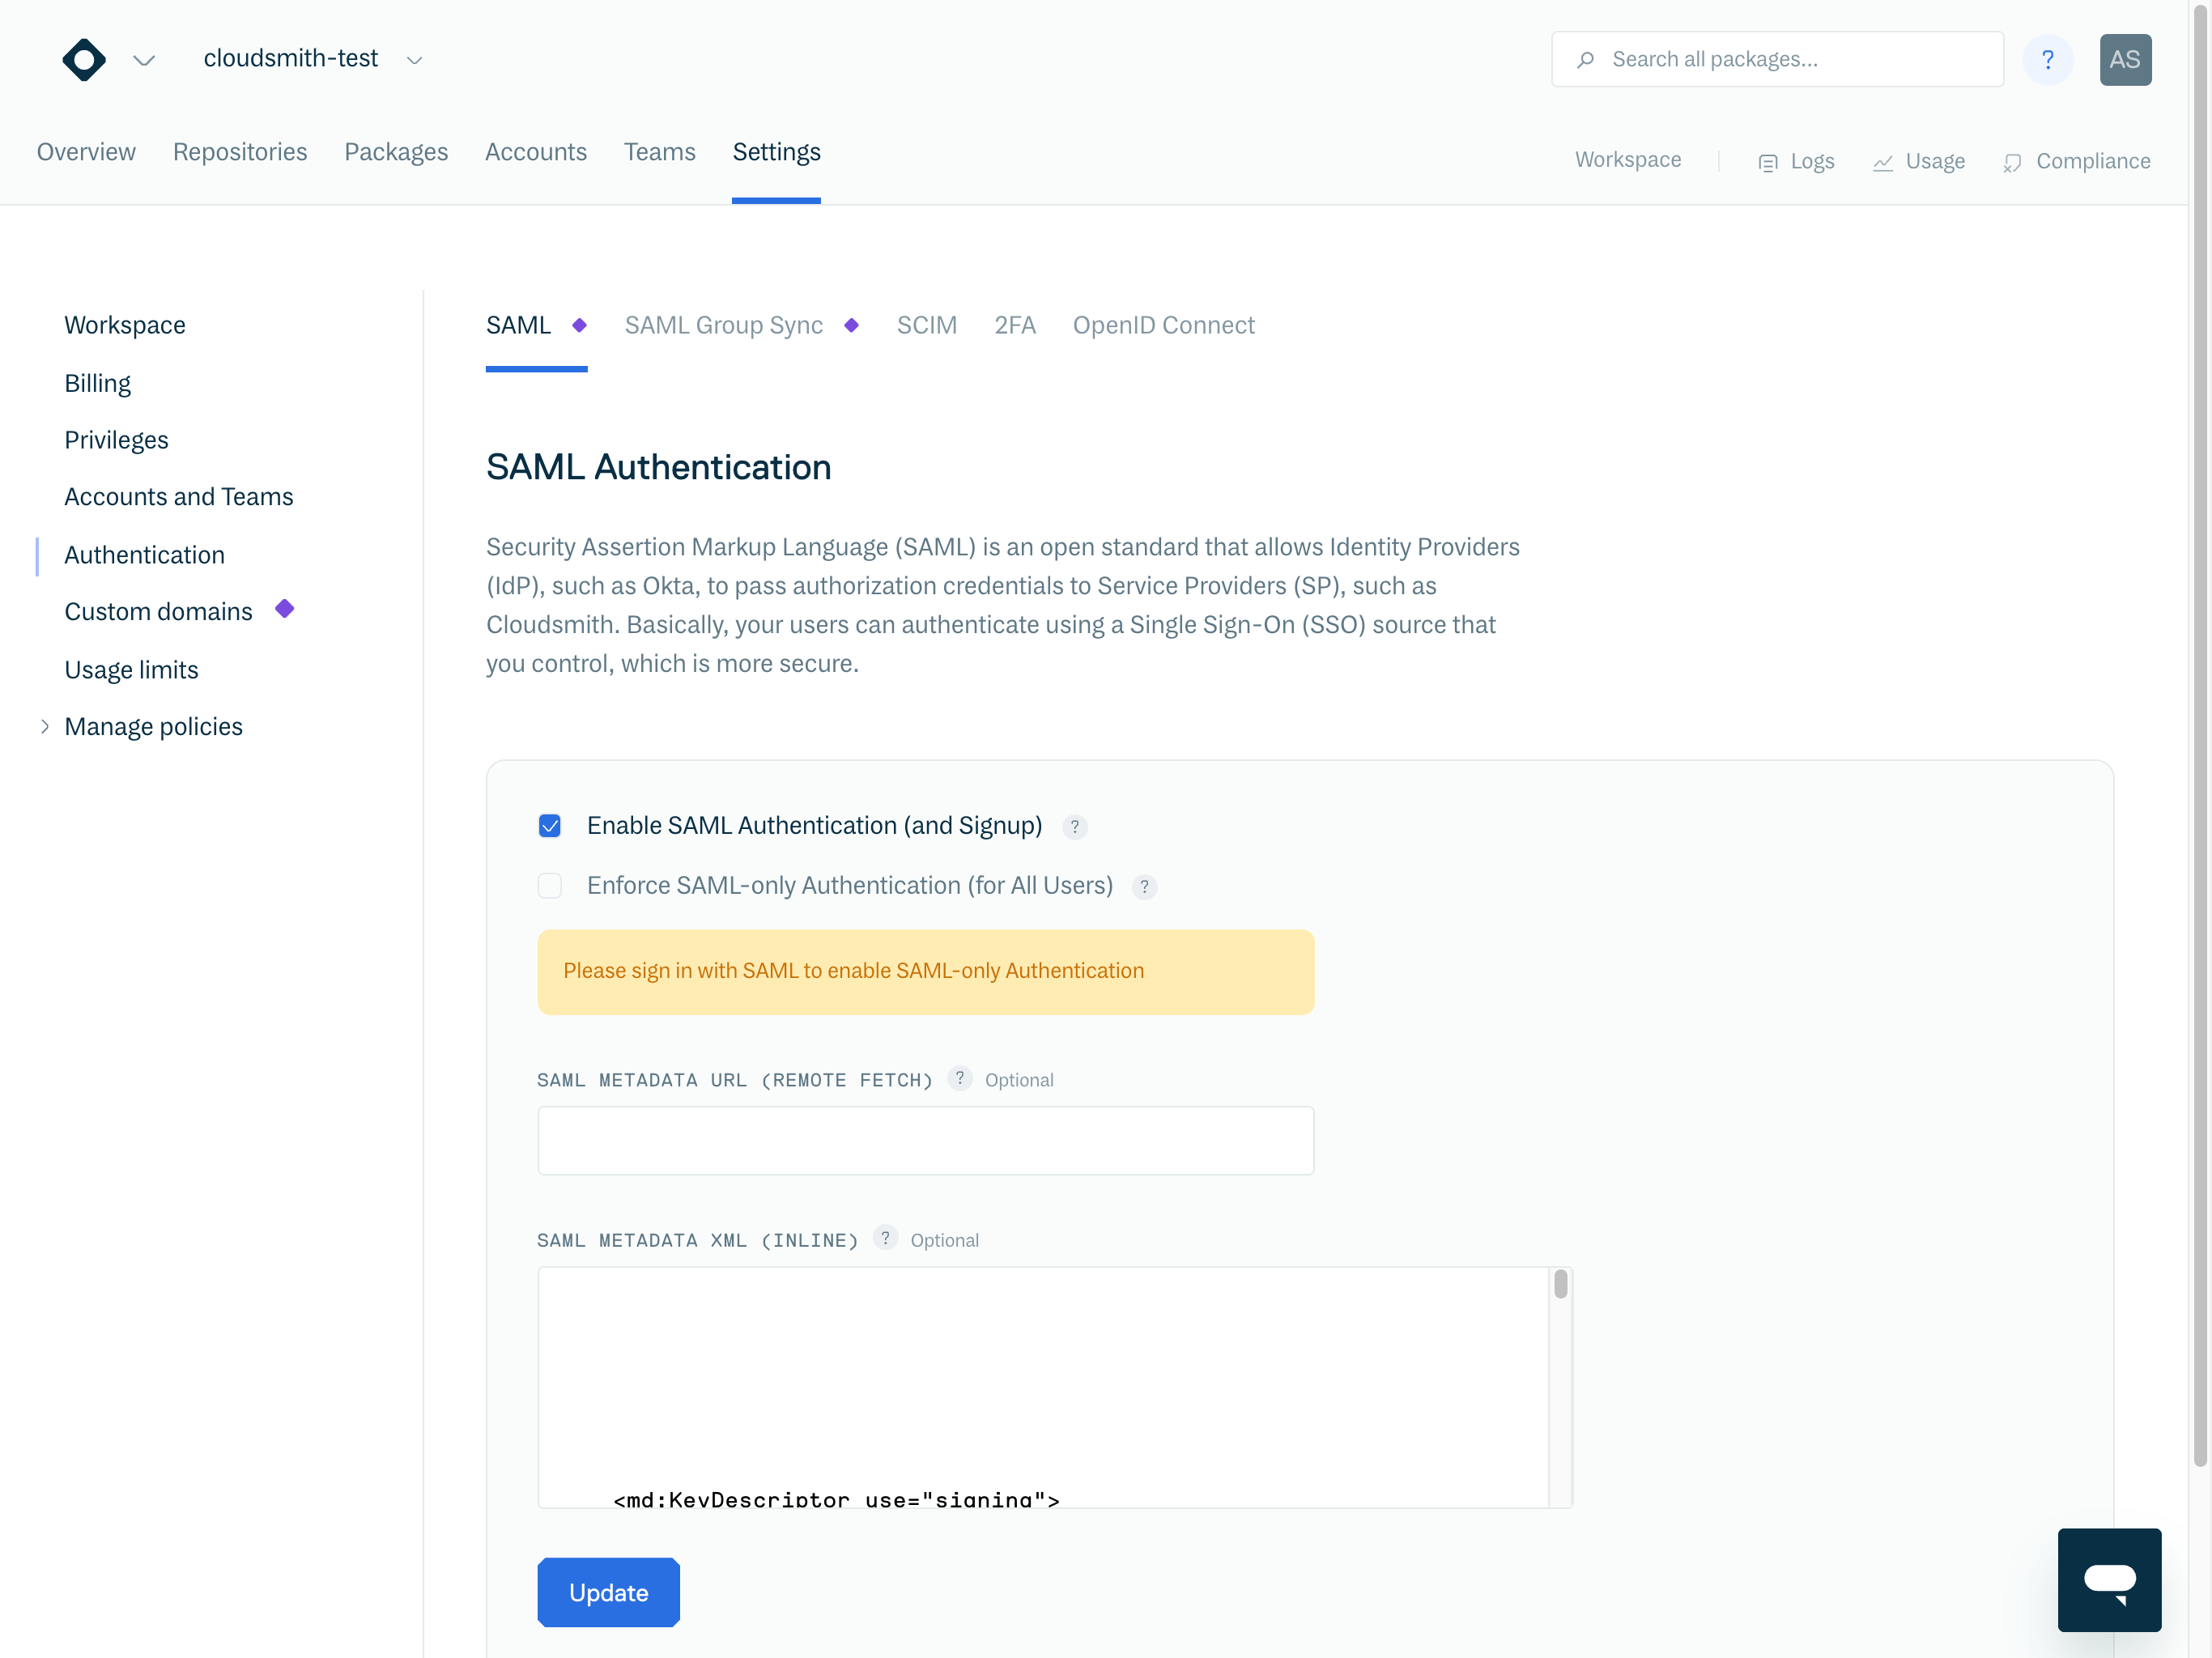 cloudsmith-test
Search all packages...
?
AS
Overview
Repositories
Packages
Accounts
Teams
Settings
Workspace
Logs
Usage
Compliance
Workspace
Billing
Privileges
Accounts and Teams
Authentication
Custom domains
Usage limits
Manage policies
SAML
SAML Group Sync
SCIM
2FA
OpenID Connect
SAML Authentication
Security Assertion Markup Language (SAML) is an open standard that allows Identity Providers
(IdP), such as Okta, to pass authorization credentials to Service Providers (SP), such as
Cloudsmith. Basically, your users can authenticate using a Single Sign-On (SSO) source that
you control, which is more secure.
Enable SAML Authentication (and Signup) ?
Enforce SAML-only Authentication (for All Users) ?
Please sign in with SAML to enable SAML-only Authentication
SAML METADATA URL (REMOTE FETCH) ? Optional
SAML METADATA XML (INLINE) ? Optional
<md:KeyDescriptor use="signing">
Update